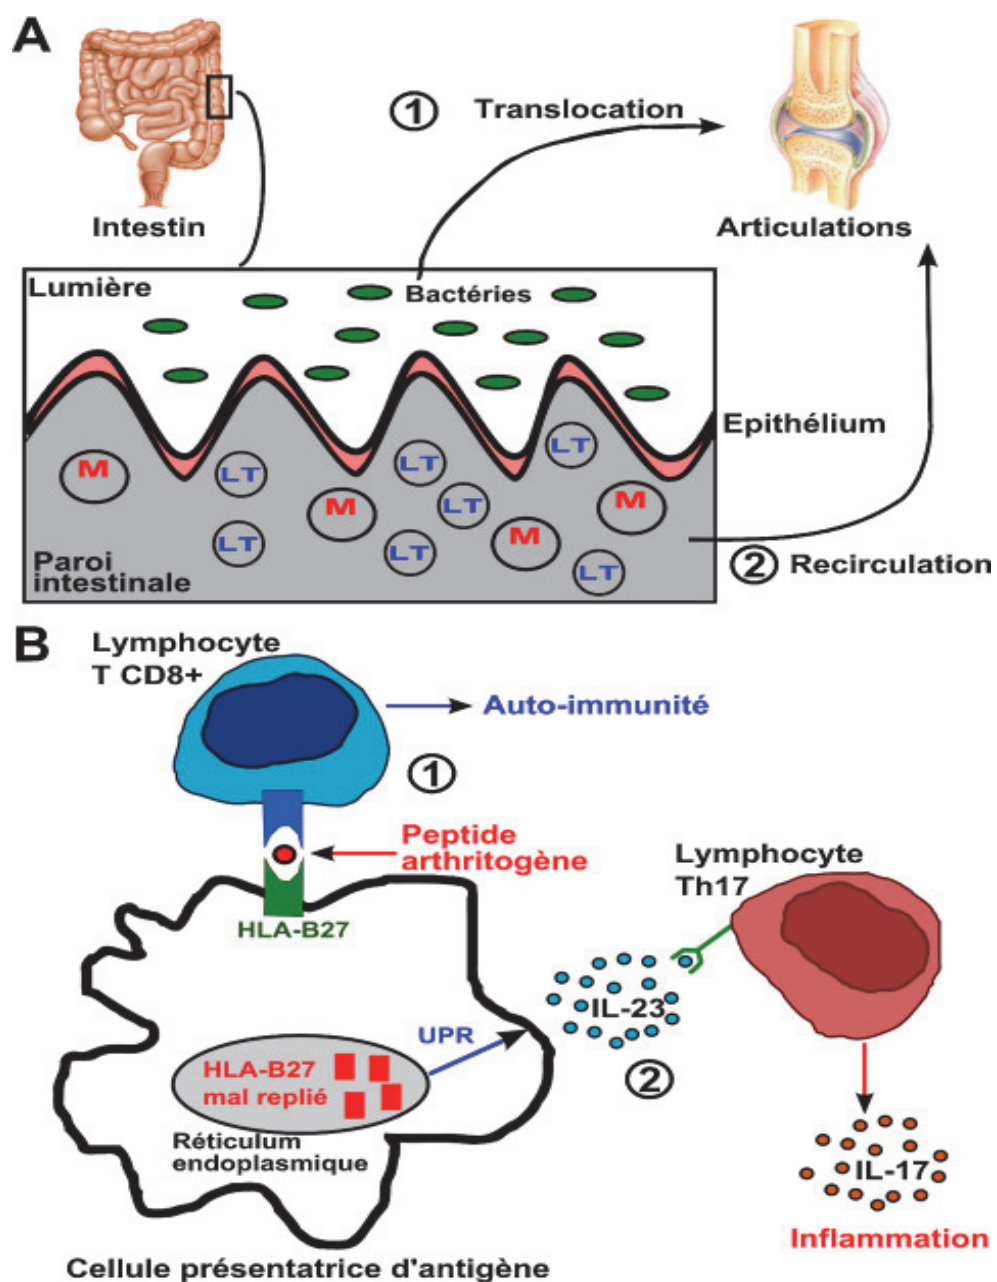 A
1 Translocation
Intestin
Articulations
Lumière
Bactéries
Epithélium
M
LT
LT
LT
M
LT
M
LT
LT
M
LT
Paroi
intestinale
2 Recirculation
B
Lymphocyte
T CD8+
Auto-immunité
1
Peptide
arthritogène
HLA-B27
Lymphocyte
Th17
IL-23
UPR
2
HLA-B27
mal replié
Réticulum
endoplasmique
IL-17
Inflammation
Cellule présentatrice d'antigène